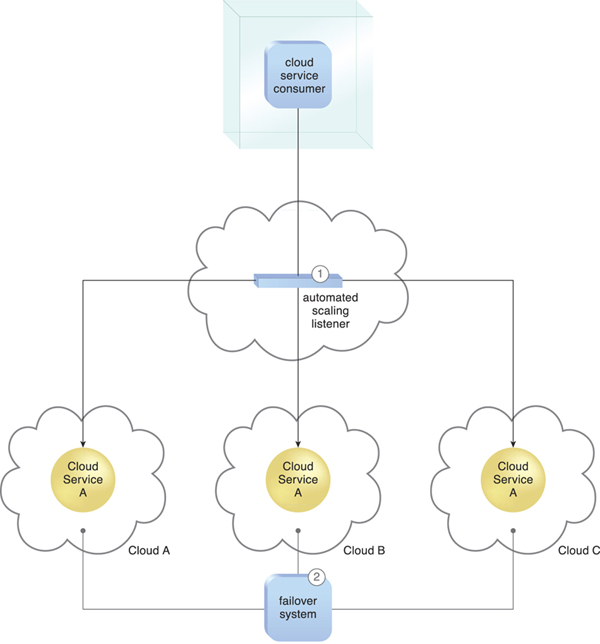 cloud
service
consumer
1
automated
scaling
listener
Cloud
Service
A
Cloud A
Cloud
Service
A
Cloud B
Cloud
Service
A
Cloud C
2
failover
system